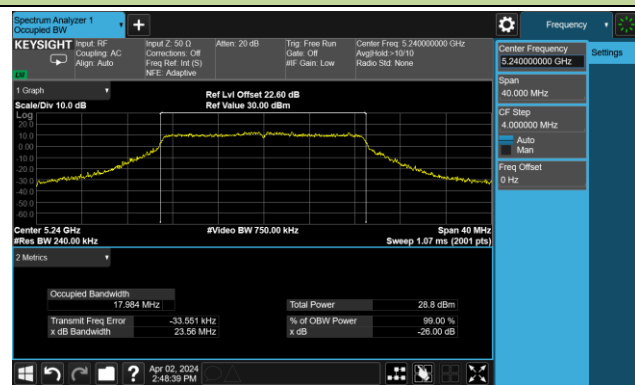 Spectrum Analyzer 1
Occupied BW
Frequency
KEYSIGHT
Input: RF
Coupling: AC
Align: Auto
Input Z: 50 Ω
Corrections: Off
Freq Ref: Int (S)
NFE: Adaptive
Atten: 20 dB
Trig: Free Run
Gate: Off
#IF Gain: Low
Center Freq: 5.240000000 GHz
Avg|Hold:>10/10
Radio Std: None
Center Frequency
5.240000000 GHz
Settings
Span
40.000 MHz
CF Step
4.000000 MHz
Auto
Man
Freq Offset
0 Hz
1 Graph
Scale/Div 10.0 dB
Ref Lvl Offset 22.60 dB
Ref Value 30.00 dBm
Log
20.0
10.0
0.00
-10.0
-20.0
-30.0
-40.0
-50.0
-60.0
Center 5.24 GHz
#Res BW 240.00 kHz
#Video BW 750.00 kHz
Span 40 MHz
Sweep 1.07 ms (2001 pts)
2 Metrics
Occupied Bandwidth
17.984 MHz
Total Power 28.8 dBm
Transmit Freq Error -33.551 kHz
% of OBW Power 99.00 %
x dB Bandwidth 23.56 MHz
x dB -26.00 dB
Apr 02, 2024
2:48:39 PM